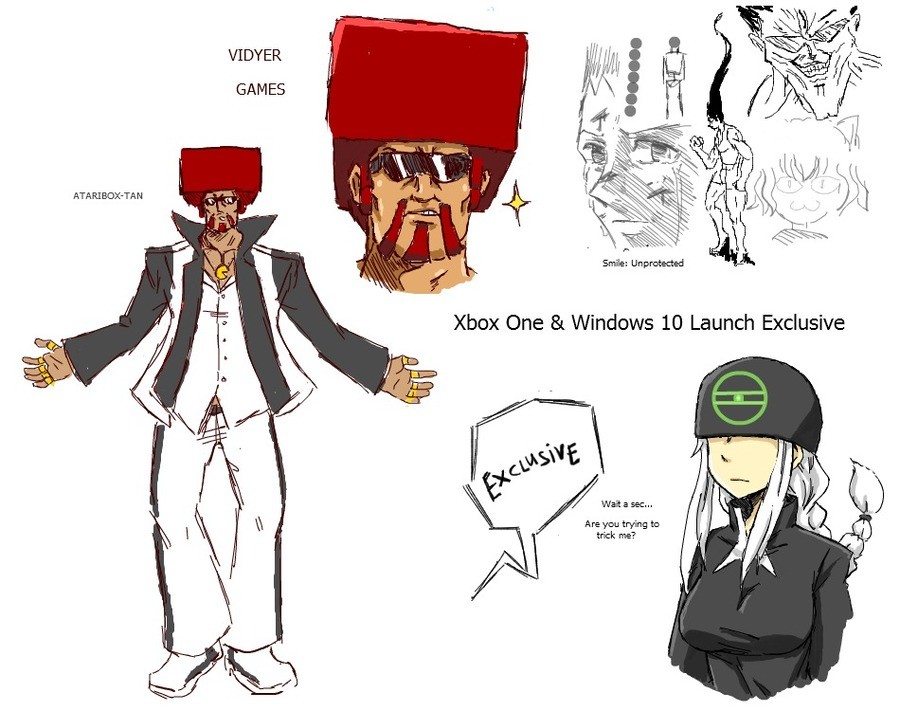 VIDYER
GAMES
ATARIBOX-TAN
Smile: Unprotected
Xbox One & Windows 10 Launch Exclusive
EXCLUSIVE
Wait a sec...
Are you trying to
trick me?